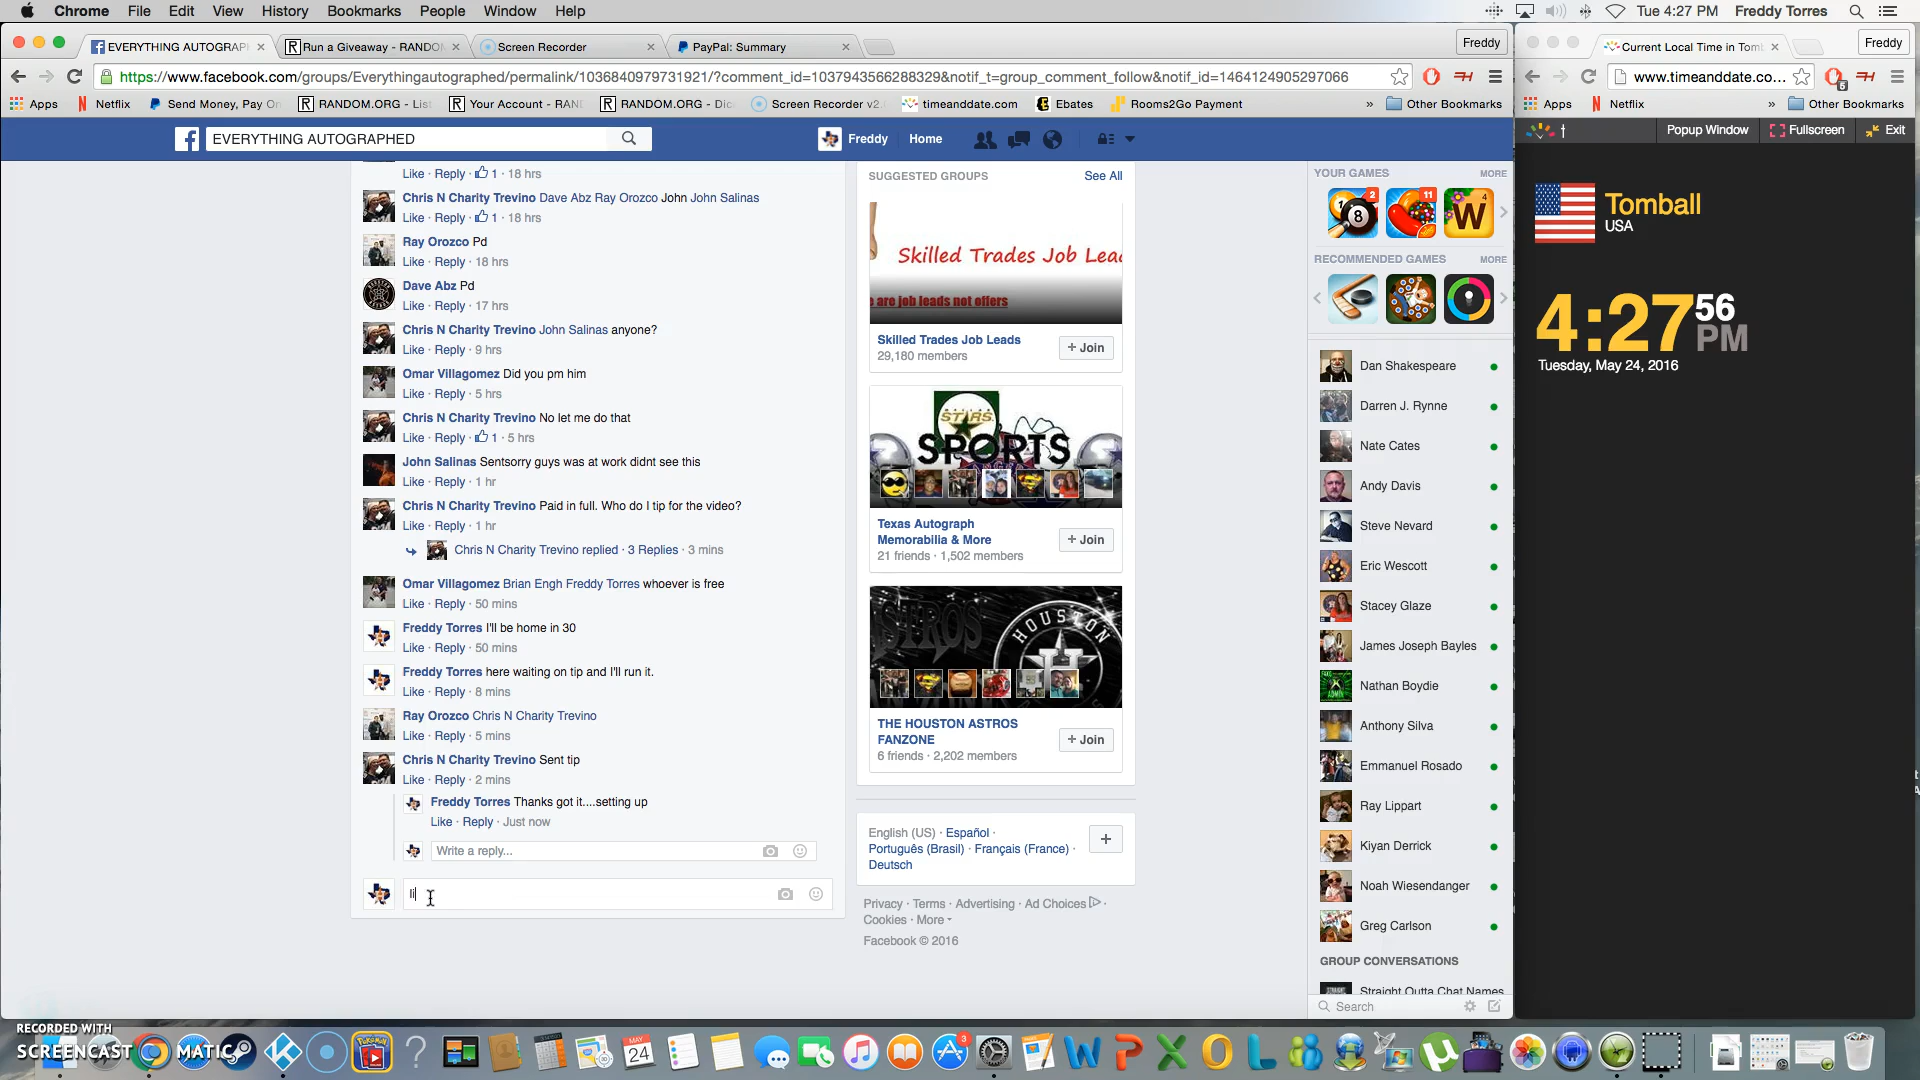 Chrome File Edit View History Bookmarks People Window Help Tue 4:27 PM Freddy Torres
EVERYTHING AUTOGRAP Run a Giveaway - RANDO Screen Recorder PayPal: Summary Freddy
https://www.facebook.com/groups/Everythingautographed/permalink/1036840979731921/?comment_id=1037943566288329&notif_t=group_comment_follow&notif_id=1464124905297066
Apps Netflix Send Money, Pay On RANDOM.ORG - List Your Account - RAN RANDOM.ORG - Dic Screen Recorder v2. timeanddate.com Ebates Rooms2Go Payment » Other Bookmarks
EVERYTHING AUTOGRAPHED Freddy Home
Like · Reply · 1 · 18 hrs
Chris N Charity Trevino Dave Abz Ray Orozco John John Salinas
Like · Reply · 1 · 18 hrs
Ray Orozco Pd
Like · Reply · 18 hrs
Dave Abz Pd
Like · Reply · 17 hrs
Chris N Charity Trevino John Salinas anyone?
Like · Reply · 9 hrs
Omar Villagomez Did you pm him
Like · Reply · 5 hrs
Chris N Charity Trevino No let me do that
Like · Reply · 1 · 5 hrs
John Salinas Sentsorry guys was at work didnt see this
Like · Reply · 1 hr
Chris N Charity Trevino Paid in full. Who do I tip for the video?
Like · Reply · 1 hr
Chris N Charity Trevino replied · 3 Replies · 3 mins
Omar Villagomez Brian Engh Freddy Torres whoever is free
Like · Reply · 50 mins
Freddy Torres I'll be home in 30
Like · Reply · 50 mins
Freddy Torres here waiting on tip and I'll run it.
Like · Reply · 8 mins
Ray Orozco Chris N Charity Trevino
Like · Reply · 5 mins
Chris N Charity Trevino Sent tip
Like · Reply · 2 mins
Freddy Torres Thanks got it....setting up
Like · Reply · Just now
Write a reply...
li
SUGGESTED GROUPS See All
Skilled Trades Job Lea
e are job leads not offers
Skilled Trades Job Leads
29,180 members
+ Join
STARS
SPORTS
Texas Autograph
Memorabilia & More
21 friends · 1,502 members
+ Join
HOUSTON
THE HOUSTON ASTROS
FANZONE
6 friends · 2,202 members
+ Join
English (US) · Español ·
Português (Brasil) · Français (France) ·
Deutsch
+
Privacy · Terms · Advertising · Ad Choices ·
Cookies · More
Facebook © 2016
YOUR GAMES MORE
2 11 4
8 W
RECOMMENDED GAMES MORE
Dan Shakespeare
Darren J. Rynne
Nate Cates
Andy Davis
Steve Nevard
Eric Wescott
Stacey Glaze
James Joseph Bayles
Nathan Boydie
Anthony Silva
Emmanuel Rosado
Ray Lippart
Kiyan Derrick
Noah Wiesendanger
Greg Carlson
GROUP CONVERSATIONS
Straight Outta Chat Names
Search
Current Local Time in Tom Freddy
www.timeanddate.co...
Apps Netflix » Other Bookmarks
t Popup Window Fullscreen Exit
Tomball
USA
4:27 56 PM
Tuesday, May 24, 2016
RECORDED WITH
SCREENCAST MATIC
MAY 24
3